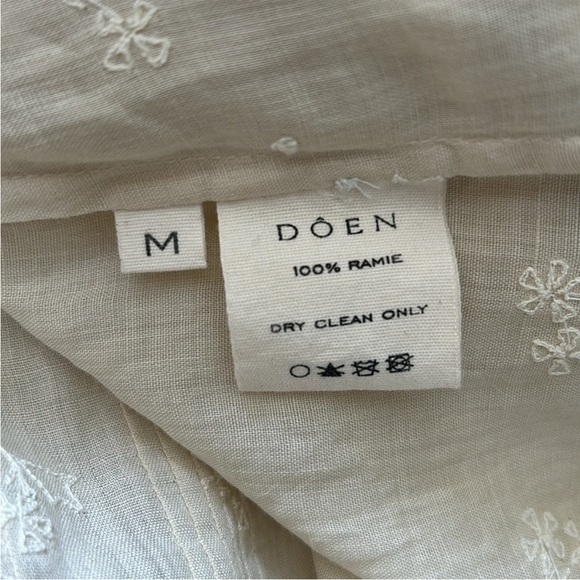 M
DÔEN
100% RAMIE
DRY CLEAN ONLY